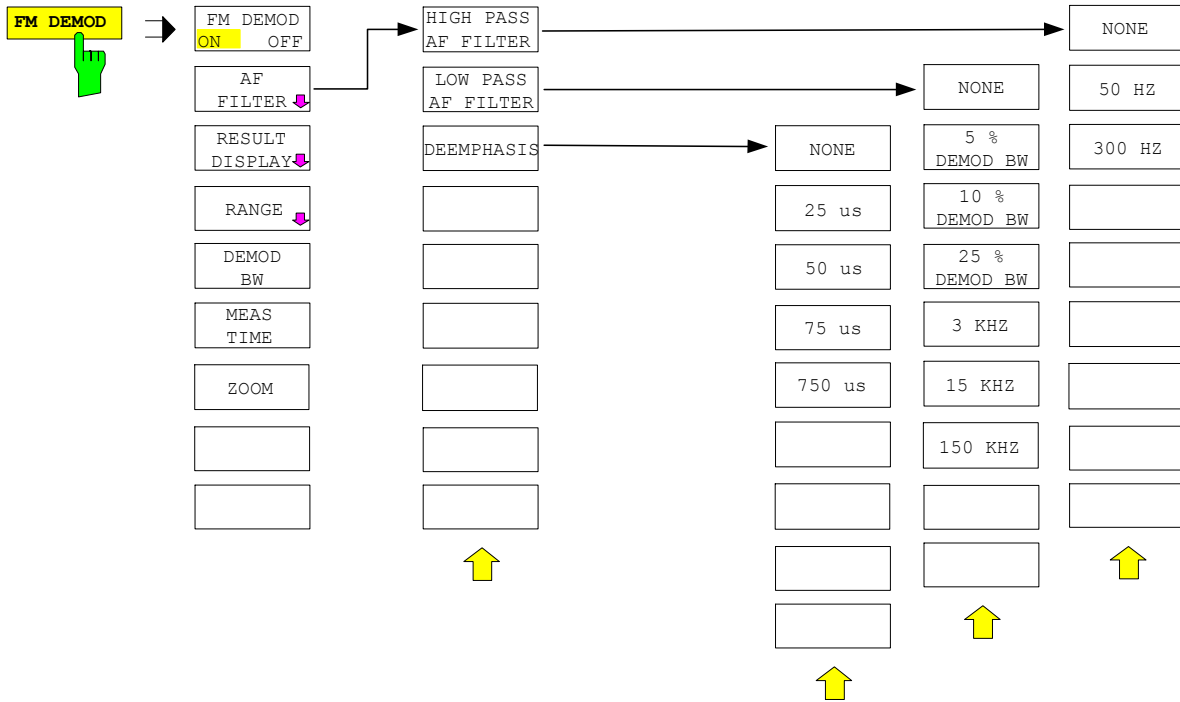 FM DEMOD
FM DEMOD
ON OFF
AF
FILTER
RESULT
DISPLAY
RANGE
DEMOD
BW
MEAS
TIME
ZOOM
HIGH PASS
AF FILTER
LOW PASS
AF FILTER
DEEMPHASIS
NONE
25 us
50 us
75 us
750 us
NONE
5 %
DEMOD BW
10 %
DEMOD BW
25 %
DEMOD BW
3 KHZ
15 KHZ
150 KHZ
NONE
50 HZ
300 HZ